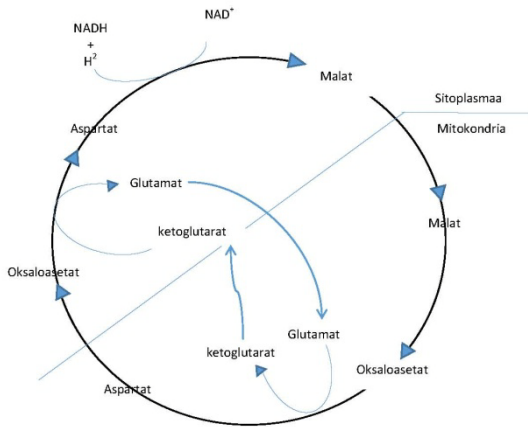 NAD⁺
NADH
+
H²
Malat
Sitoplasmaa
Mitokondria
Aspartat
Glutamat
Malat
ketoglutarat
Oksaloasetat
Glutamat
ketoglutarat
Oksaloasetat
Aspartat